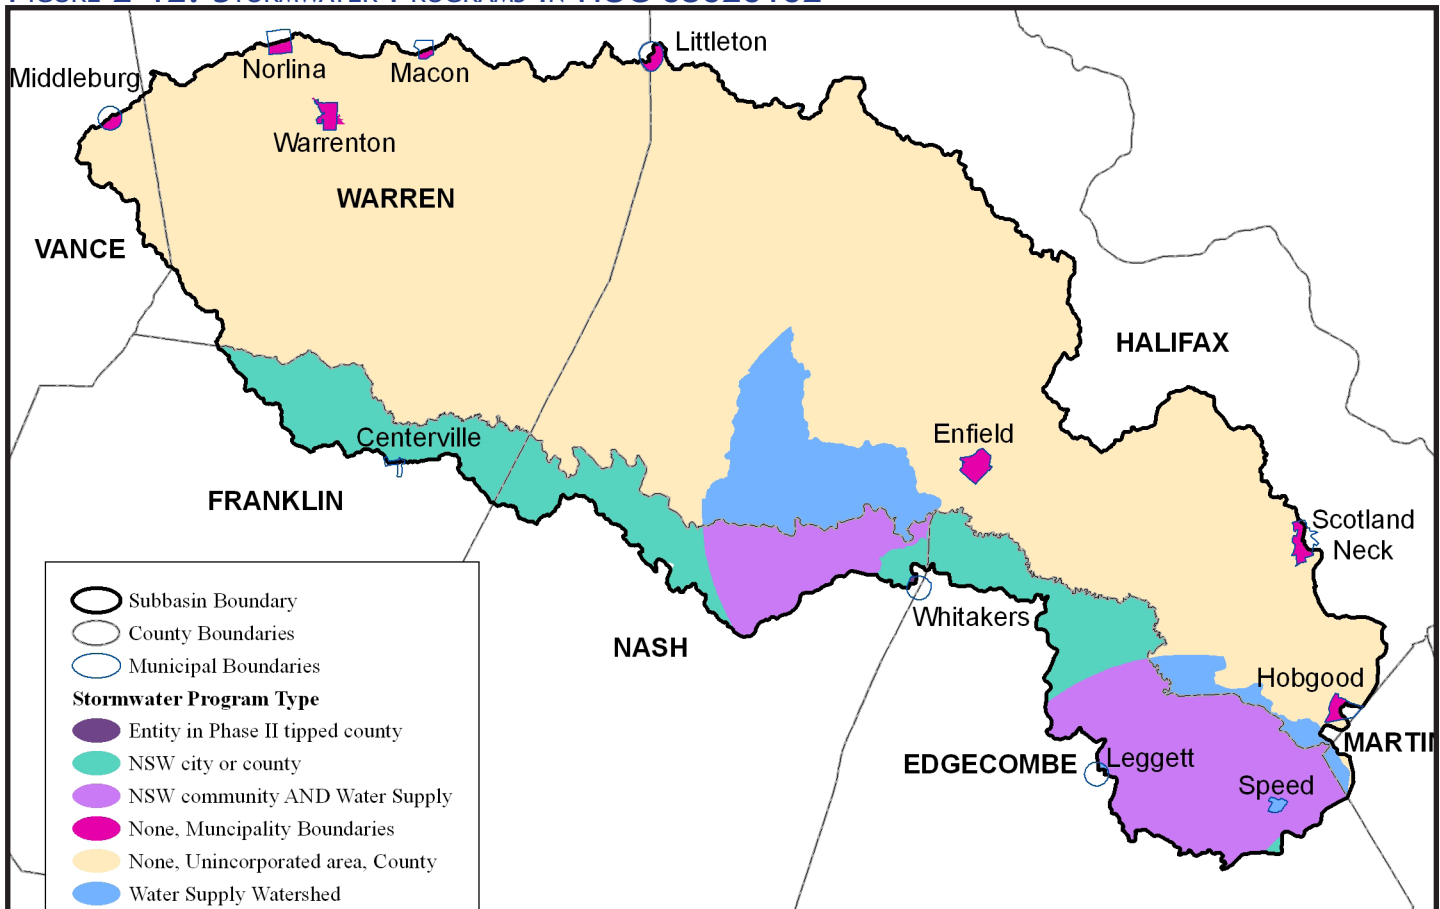 Littleton
Norlina
Macon
Middleburg
Warrenton
WARREN
VANCE
HALIFAX
Centerville
Enfield
FRANKLIN
Scotland
Neck
Whitakers
NASH
Hobgood
MARTIN
EDGECOMBE
Leggett
Speed
Subbasin Boundary
County Boundaries
Municipal Boundaries
Stormwater Program Type
Entity in Phase II tipped county
NSW city or county
NSW community AND Water Supply
None, Muncipality Boundaries
None, Unincorporated area, County
Water Supply Watershed